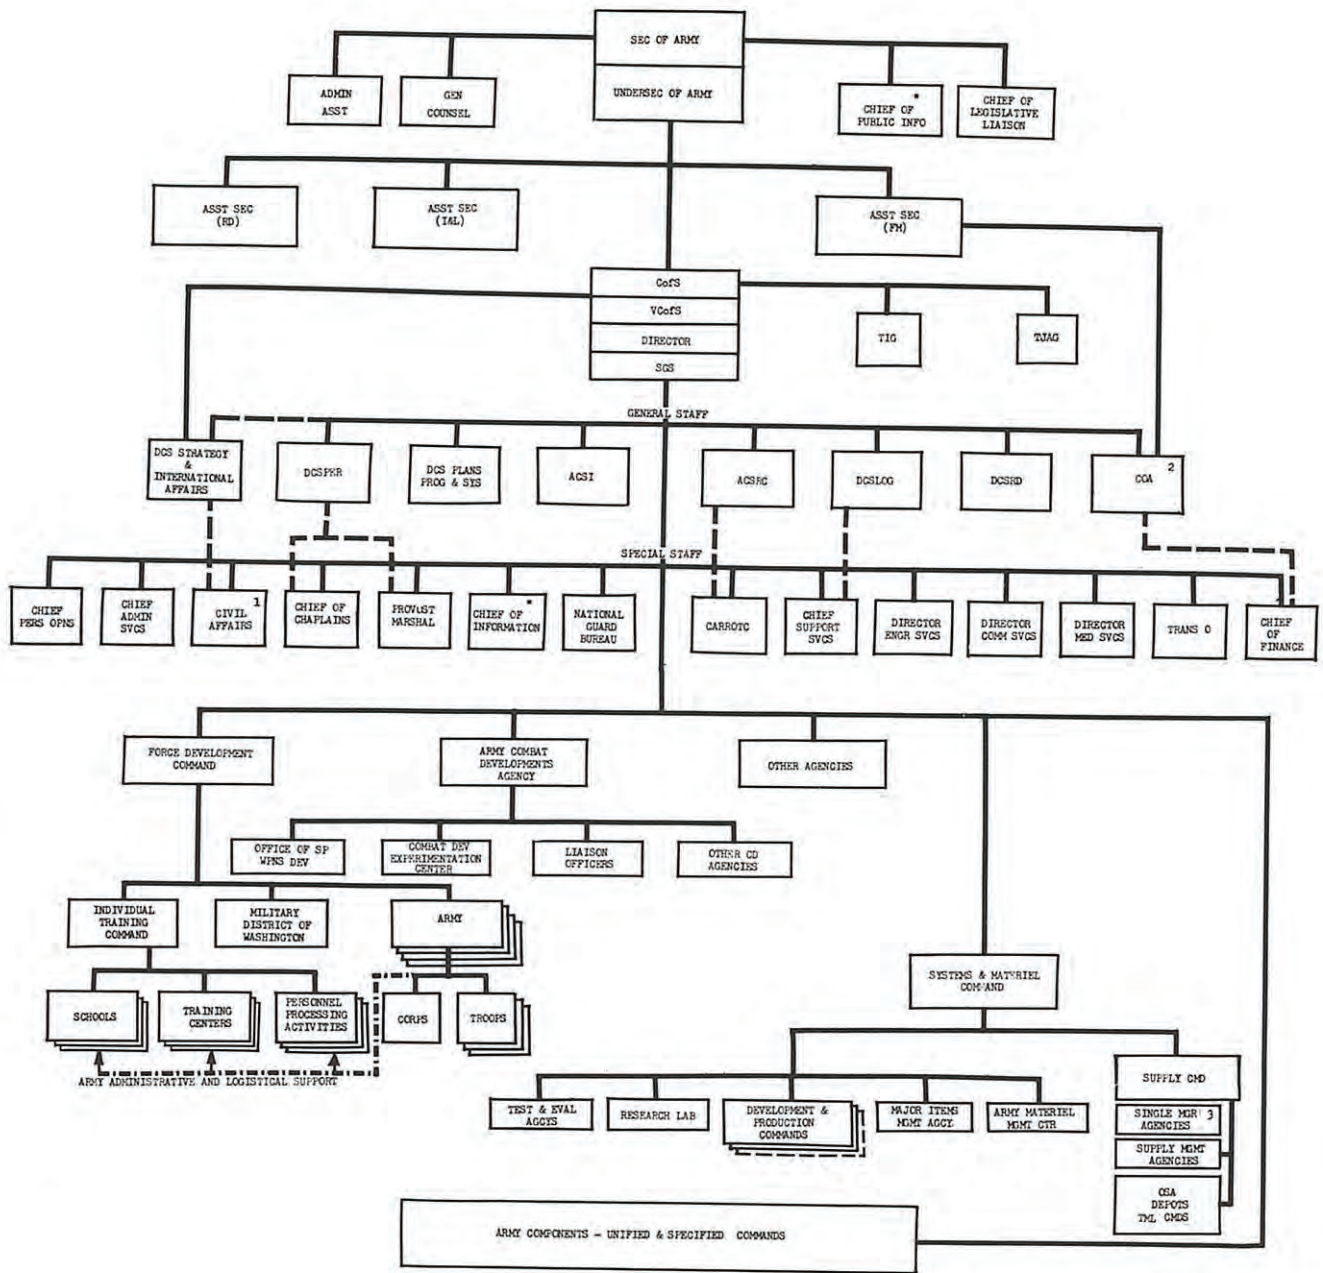 SEC OF ARMY
UNDERSEC OF ARMY
ADMIN
ASST
GEN
COUNSEL
*
CHIEF OF
PUBLIC INFO
CHIEF OF
LEGISLATIVE
LIAISON
ASST SEC
(RD)
ASST SEC
(I&L)
ASST SEC
(FM)
CofS
VCofS
DIRECTOR
SGS
TIG
TJAG
GENERAL STAFF
DCS STRATEGY
&
INTERNATIONAL
AFFAIRS
DCSPER
DCS PLANS
PROG & SYS
ACSI
ACSRC
DCSLOG
DCSRD
COA 2
SPECIAL STAFF
CHIEF
PERS OPNS
CHIEF
ADMIN
SVCS
CIVIL 1
AFFAIRS
CHIEF OF
CHAPLAINS
PROVOST
MARSHAL
*
CHIEF OF
INFORMATION
NATIONAL
GUARD
BUREAU
CARROTC
CHIEF
SUPPORT
SVCS
DIRECTOR
ENGR SVCS
DIRECTOR
COMM SVCS
DIRECTOR
MED SVCS
TRANS O
CHIEF
OF
FINANCE
FORCE DEVELOPMENT
COMMAND
ARMY COMBAT
DEVELOPMENTS
AGENCY
OTHER AGENCIES
OFFICE OF SP
WPNS DEV
COMBAT DEV
EXPERIMENTATION
CENTER
LIAISON
OFFICERS
OTHER CD
AGENCIES
INDIVIDUAL
TRAINING
COMMAND
MILITARY
DISTRICT OF
WASHINGTON
ARMY
SCHOOLS
TRAINING
CENTERS
PERSONNEL
PROCESSING
ACTIVITIES
CORPS
TROOPS
ARMY ADMINISTRATIVE AND LOGISTICAL SUPPORT
SYSTEMS & MATERIEL
COMMAND
TEST & EVAL
AGCYS
RESEARCH LAB
DEVELOPMENT &
PRODUCTION
COMMANDS
MAJOR ITEMS
MGMT AGCY.
ARMY MATERIEL
MGMT CTR
SUPPLY CMD
SINGLE MGR 3
AGENCIES
SUPPLY MGMT
AGENCIES
OSA
DEPOTS
TML CMDS
ARMY COMPONENTS - UNIFIED & SPECIFIED COMMANDS